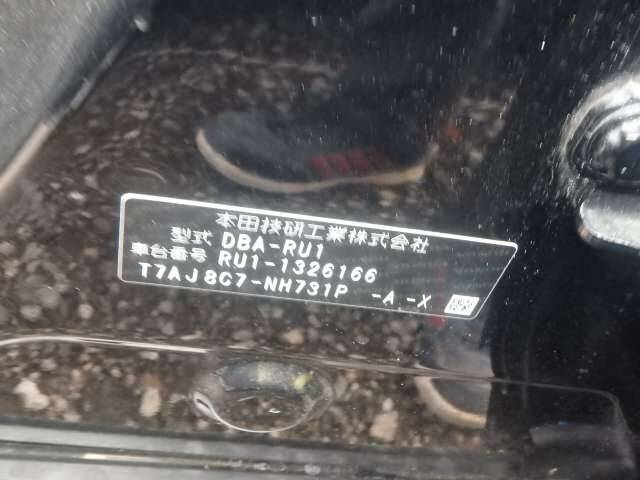 本田技研工業株式会社
型式 DBA-RU1
車台番号 RU1-1326166
T7AJ8C7-NH731P -A -X